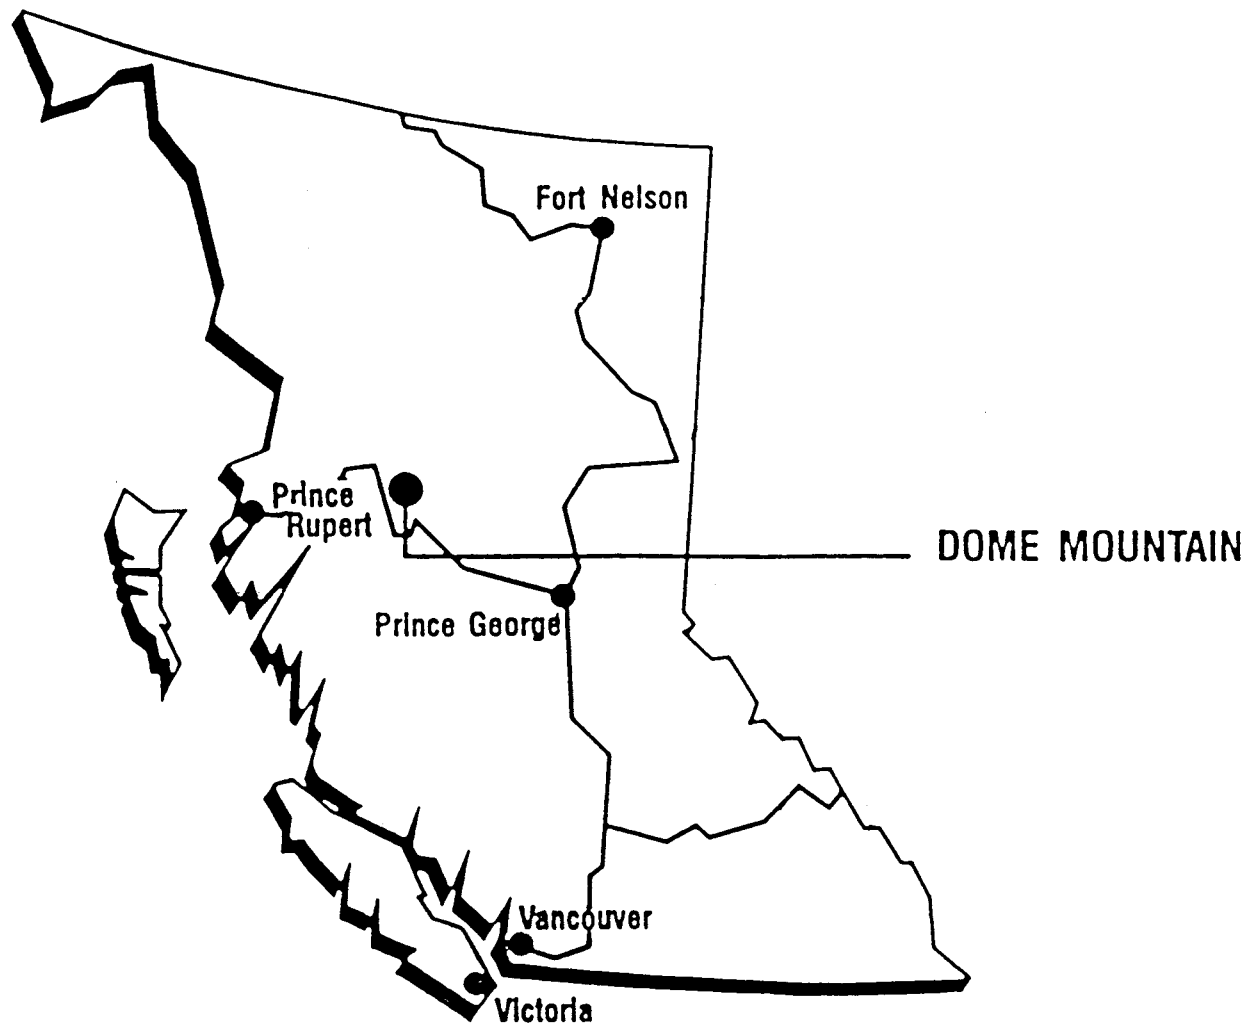 Fort Nelson
Prince
Rupert
DOME MOUNTAIN
Prince George
Vancouver
Victoria